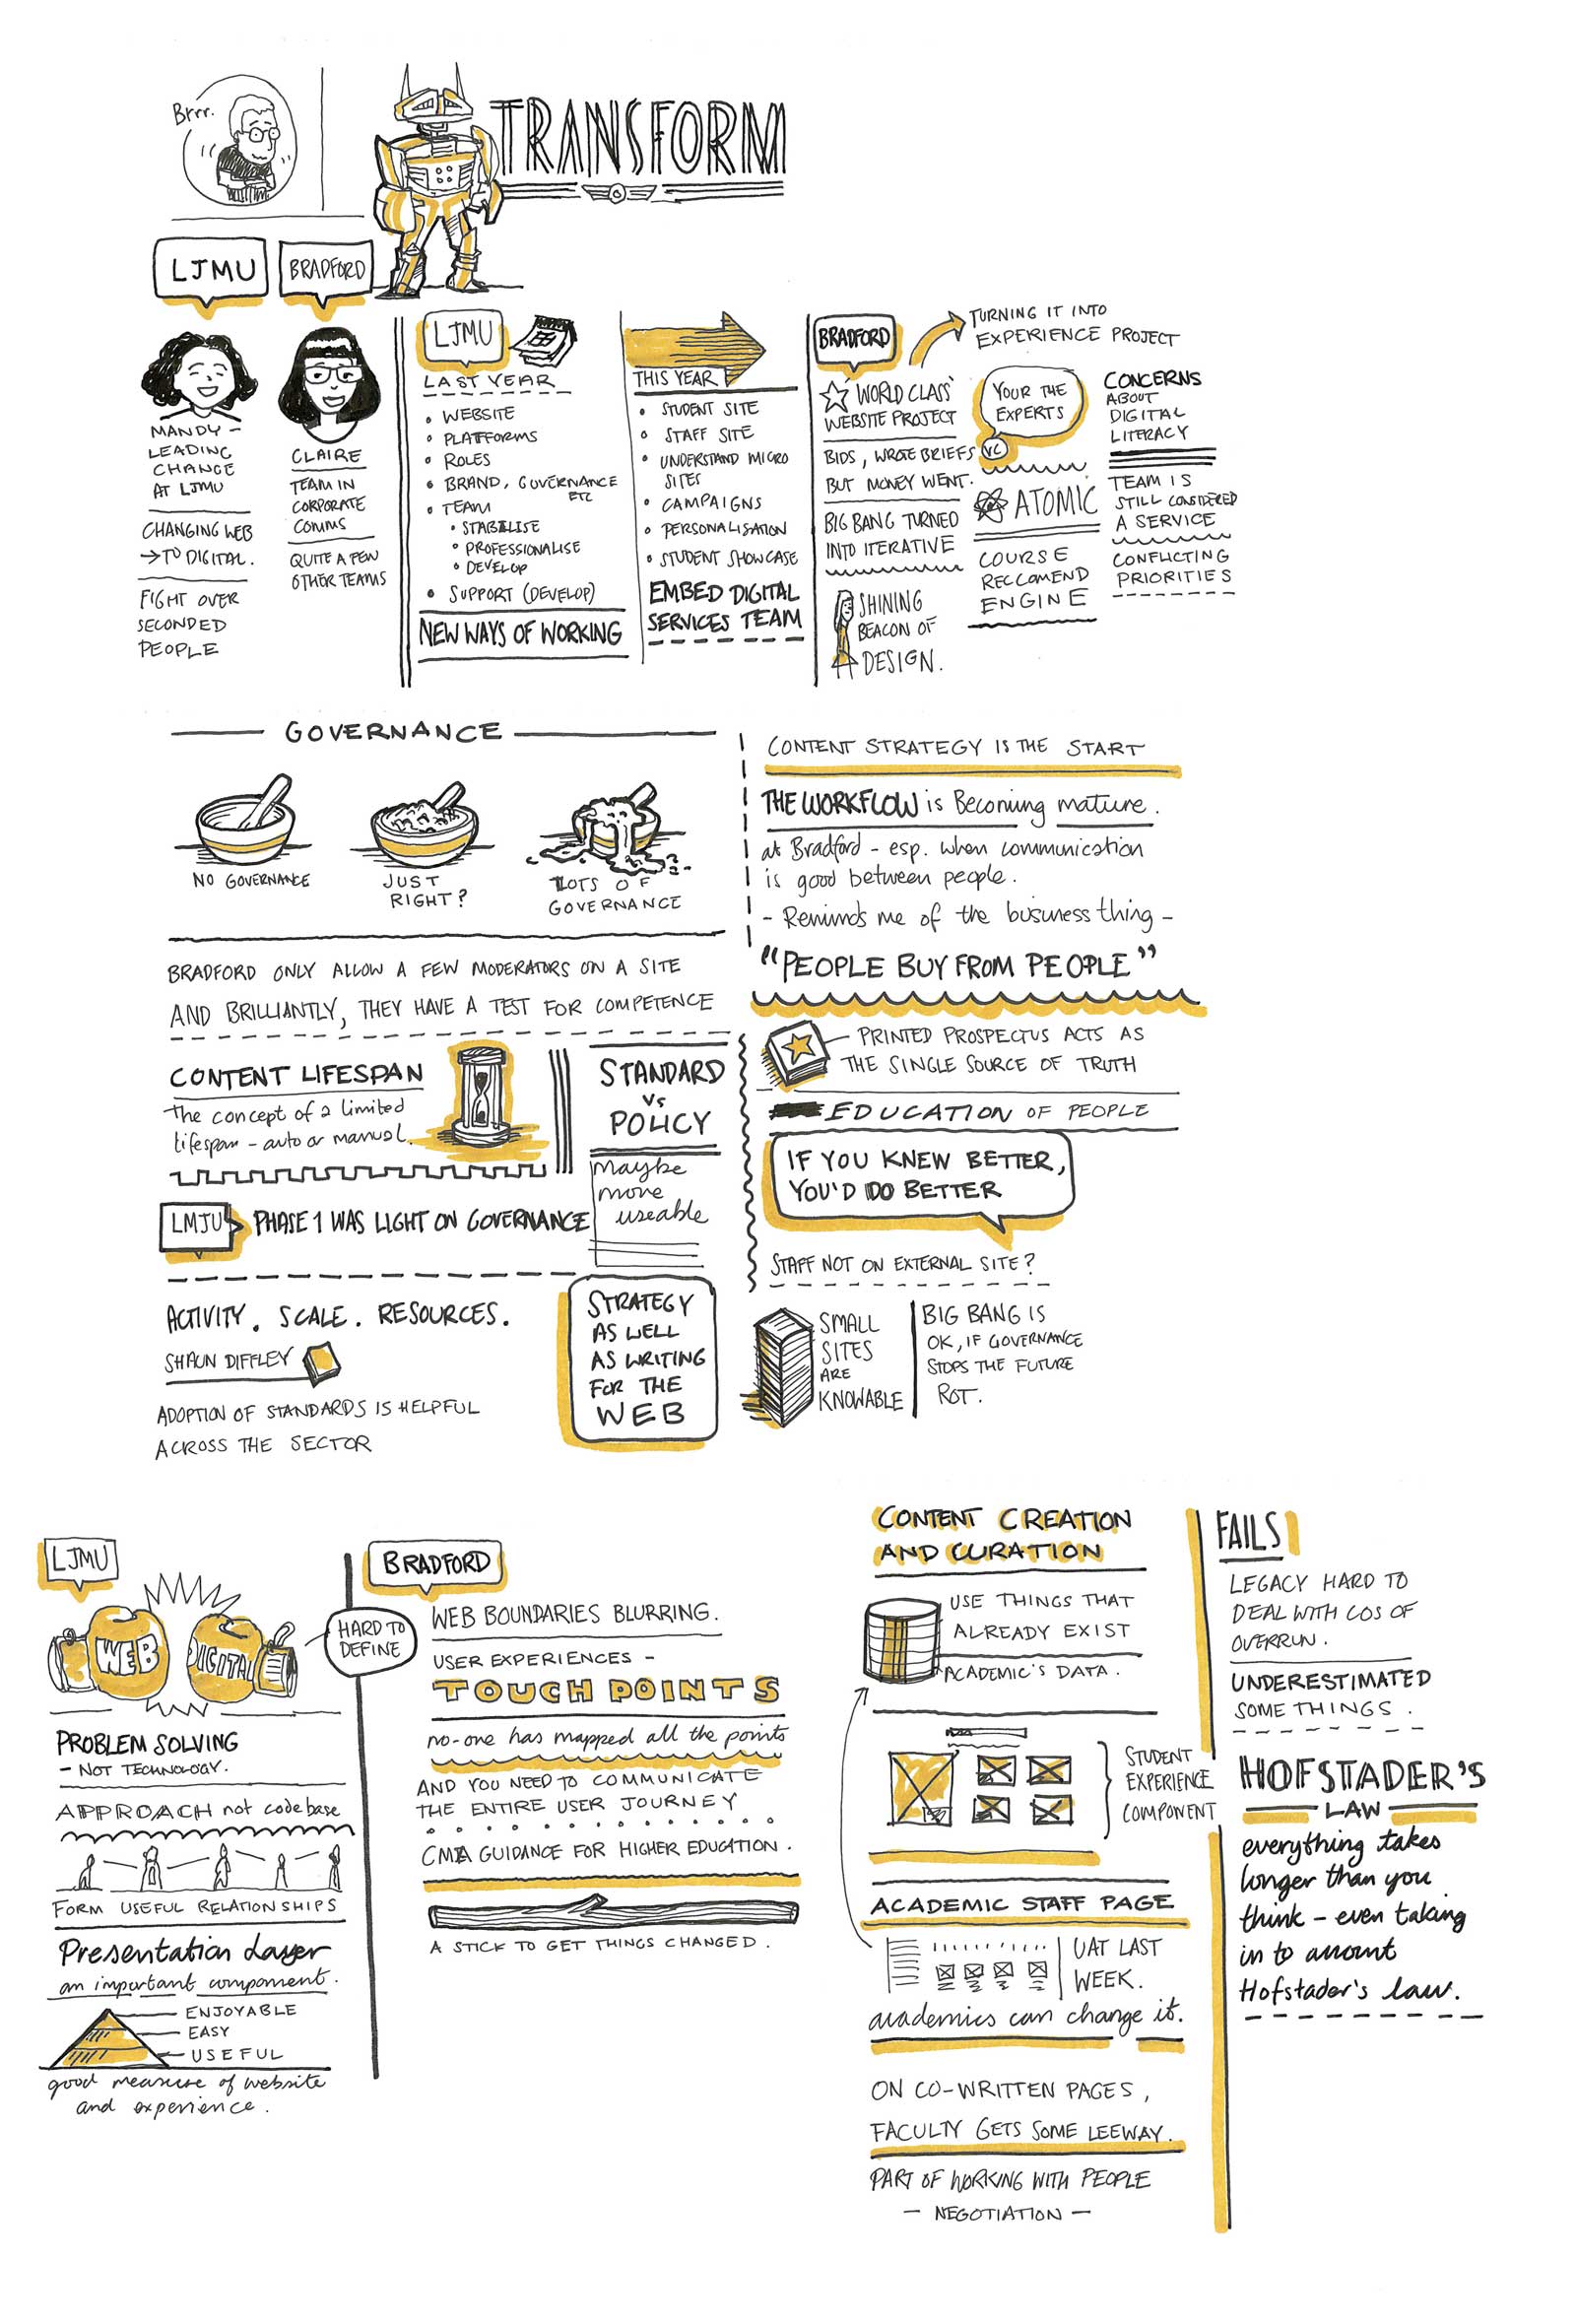 Brrr.
TRANSFORM
LJMU
BRADFORD
MANDY -
LEADING
CHANGE
AT LJMU
CHANGING WEB
→ TO DIGITAL.
FIGHT OVER
SECONDED
PEOPLE
CLAIRE
TEAM IN
CORPORATE
COMMS
QUITE A FEW
OTHER TEAMS
LJMU
LAST YEAR
• WEBSITE
• PLATFORMS
• ROLES
• BRAND, GOVERNANCE
ETC
• TEAM
• STABILISE
• PROFESSIONALISE
• DEVELOP
• SUPPORT (DEVELOP)
NEW WAYS OF WORKING
THIS YEAR
• STUDENT SITE
• STAFF SITE
• UNDERSTAND MICRO
SITES
• CAMPAIGNS
• PERSONALISATION
• STUDENT SHOWCASE
EMBED DIGITAL
SERVICES TEAM
BRADFORD
TURNING IT INTO
EXPERIENCE PROJECT
'WORLD CLASS'
WEBSITE PROJECT
BIDS, WROTE BRIEFS
BUT MONEY WENT.
BIG BANG TURNED
INTO ITERATIVE
SHINING
BEACON OF
DESIGN.
YOUR THE
EXPERTS
VC
ATOMIC
COURSE
RECCOMEND
ENGINE
CONCERNS
ABOUT
DIGITAL
LITERACY
TEAM IS
STILL CONSIDERED
A SERVICE
CONFLICTING
PRIORITIES
GOVERNANCE
NO GOVERNANCE
JUST
RIGHT?
LOTS OF
GOVERNANCE
BRADFORD ONLY ALLOW A FEW MODERATORS ON A SITE
AND BRILLIANTLY, THEY HAVE A TEST FOR COMPETENCE
CONTENT LIFESPAN
The concept of a limited
lifespan - auto or manual.
STANDARD
VS
POLICY
Maybe
more
useable
LMJU
PHASE 1 WAS LIGHT ON GOVERNANCE
ACTIVITY. SCALE. RESOURCES.
SHAUN DIFFLEY
ADOPTION OF STANDARDS IS HELPFUL
ACROSS THE SECTOR
STRATEGY
AS WELL
AS WRITING
FOR THE
WEB
CONTENT STRATEGY IS THE START
THE WORKFLOW is Becoming mature.
at Bradford - esp. when communication
is good between people.
- Reminds me of the business thing -
"PEOPLE BUY FROM PEOPLE"
PRINTED PROSPECTUS ACTS AS
THE SINGLE SOURCE OF TRUTH
EDUCATION OF PEOPLE
IF YOU KNEW BETTER,
YOU'D DO BETTER
STAFF NOT ON EXTERNAL SITE?
SMALL
SITES
ARE
KNOWABLE
BIG BANG IS
OK, IF GOVERNANCE
STOPS THE FUTURE
ROT.
LJMU
WEB
DIGITAL
HARD TO
DEFINE
PROBLEM SOLVING
- NOT TECHNOLOGY.
APPROACH not codebase
FORM USEFUL RELATIONSHIPS
Presentation Layer
an important component.
ENJOYABLE
EASY
USEFUL
good measure of website
and experience.
BRADFORD
WEB BOUNDARIES BLURRING.
USER EXPERIENCES -
TOUCH POINTS
no-one has mapped all the points
AND YOU NEED TO COMMUNICATE
THE ENTIRE USER JOURNEY
CMA GUIDANCE FOR HIGHER EDUCATION.
A STICK TO GET THINGS CHANGED.
CONTENT CREATION
AND CURATION
USE THINGS THAT
ALREADY EXIST
ACADEMIC'S DATA.
STUDENT
EXPERIENCE
COMPONENT
ACADEMIC STAFF PAGE
UAT LAST
WEEK.
academics can change it.
ON CO-WRITTEN PAGES,
FACULTY GETS SOME LEEWAY.
PART OF WORKING WITH PEOPLE
- NEGOTIATION -
FAILS
LEGACY HARD TO
DEAL WITH COS OF
OVERRUN.
UNDERESTIMATED
SOME THINGS.
HOFSTADER'S
LAW
everything takes
longer than you
think - even taking
in to acount
Hofstader's law.